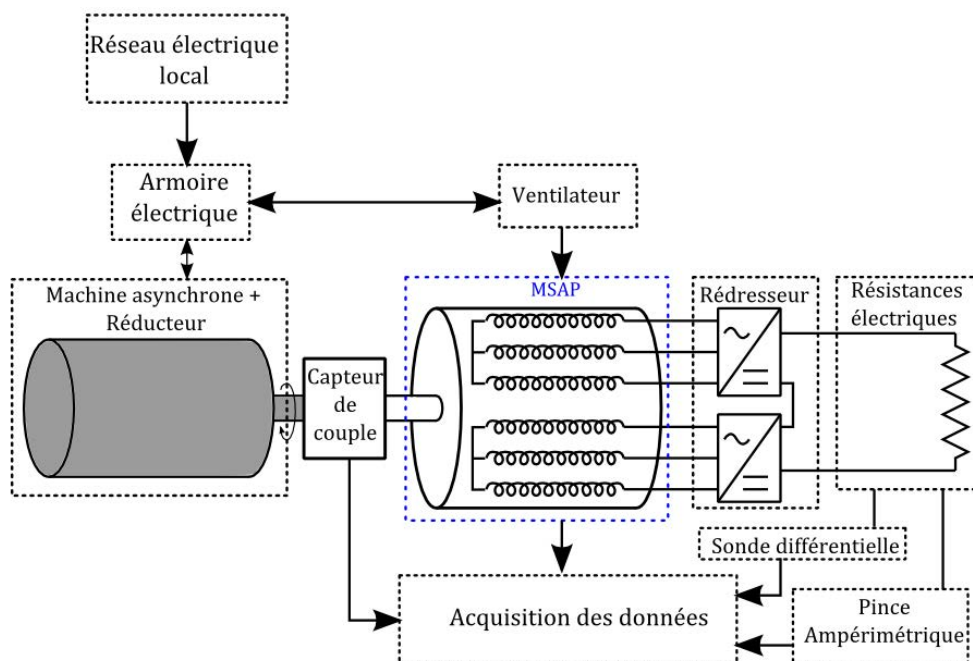 Réseau électrique
local
Armoire
électrique
Ventilateur
Machine asynchrone +
Réducteur
MSAP
Rédresseur
Résistances
électriques
Capteur
de
couple
Sonde différentielle
Acquisition des données
Pince
Ampérimétrique